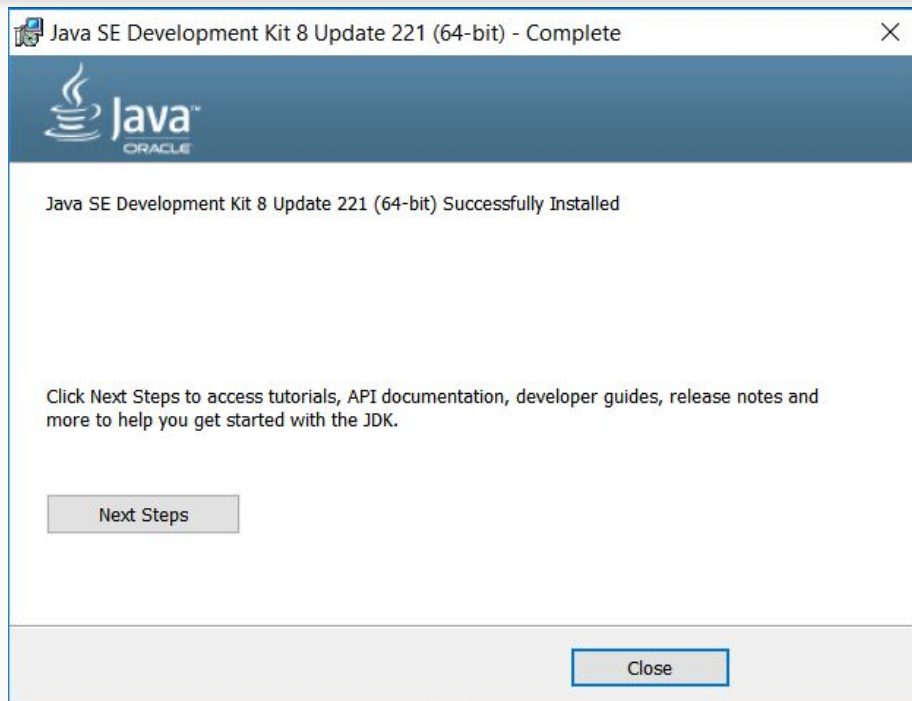 Java SE Development Kit 8 Update 221 (64-bit) - Complete
Java™
ORACLE
Java SE Development Kit 8 Update 221 (64-bit) Successfully Installed
Click Next Steps to access tutorials, API documentation, developer guides, release notes and
more to help you get started with the JDK.
Next Steps
Close